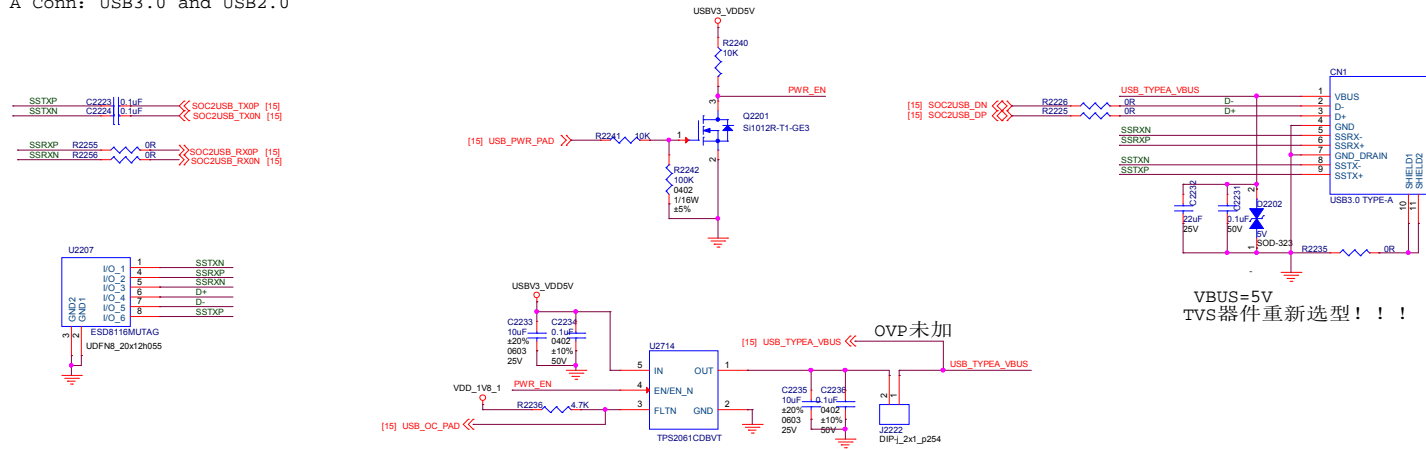 A Conn: USB3.0 and USB2.0
SSTXP C2223 0.1uF SOC2USB_TX0P [15]
SSTXN C2224 0.1uF SOC2USB_TX0N [15]
SSRXP R2255 0R SOC2USB_RX0P [15]
SSRXN R2256 0R SOC2USB_RX0N [15]
U2207
I/O_1 1 SSTXN
I/O_2 4 SSRXP
I/O_3 5 SSRXN
I/O_4 6 D+
I/O_5 7 D-
I/O_6 8 SSTXP
GND2
GND1
3
2
ESD8116MUTAG
UDFN8_20x12h055
USBV3_VDD5V
R2240
10K
PWR_EN
3
Q2201
Si1012R-T1-GE3
[15] USB_PWR_PAD R2241 10K 1
2
R2242
100K
0402
1/16W
±5%
USBV3_VDD5V
C2233
10uF
±20%
0603
25V
C2234
0.1uF
0402
±10%
50V
U2714
5 IN
OUT 1
PWR_EN 4 EN/EN_N
3 FLTN
GND 2
TPS2061CDBVT
VDD_1V8_1
R2236 4.7K
[15] USB_OC_PAD
OVP未加
[15] USB_TYPEA_VBUS
USB_TYPEA_VBUS
C2235
10uF
±20%
0603
25V
C2236
0.1uF
0402
±10%
50V
2
1
J2222
DIP-j_2x1_p254
CN1
USB_TYPEA_VBUS 1 VBUS
[15] SOC2USB_DN R2226 0R D- 2 D-
[15] SOC2USB_DP R2225 0R D+ 3 D+
4 GND
SSRXN 5 SSRX-
SSRXP 6 SSRX+
7 GND_DRAIN
SSTXN 8 SSTX-
SSTXP 9 SSTX+
SHIELD1
SHIELD2
10
11
USB3.0 TYPE-A
C2232
22uF
25V
C2231
0.1uF
50V
2
D2202
5V
1
SOD-323
R2235 0R
VBUS=5V
TVS器件重新选型！！！